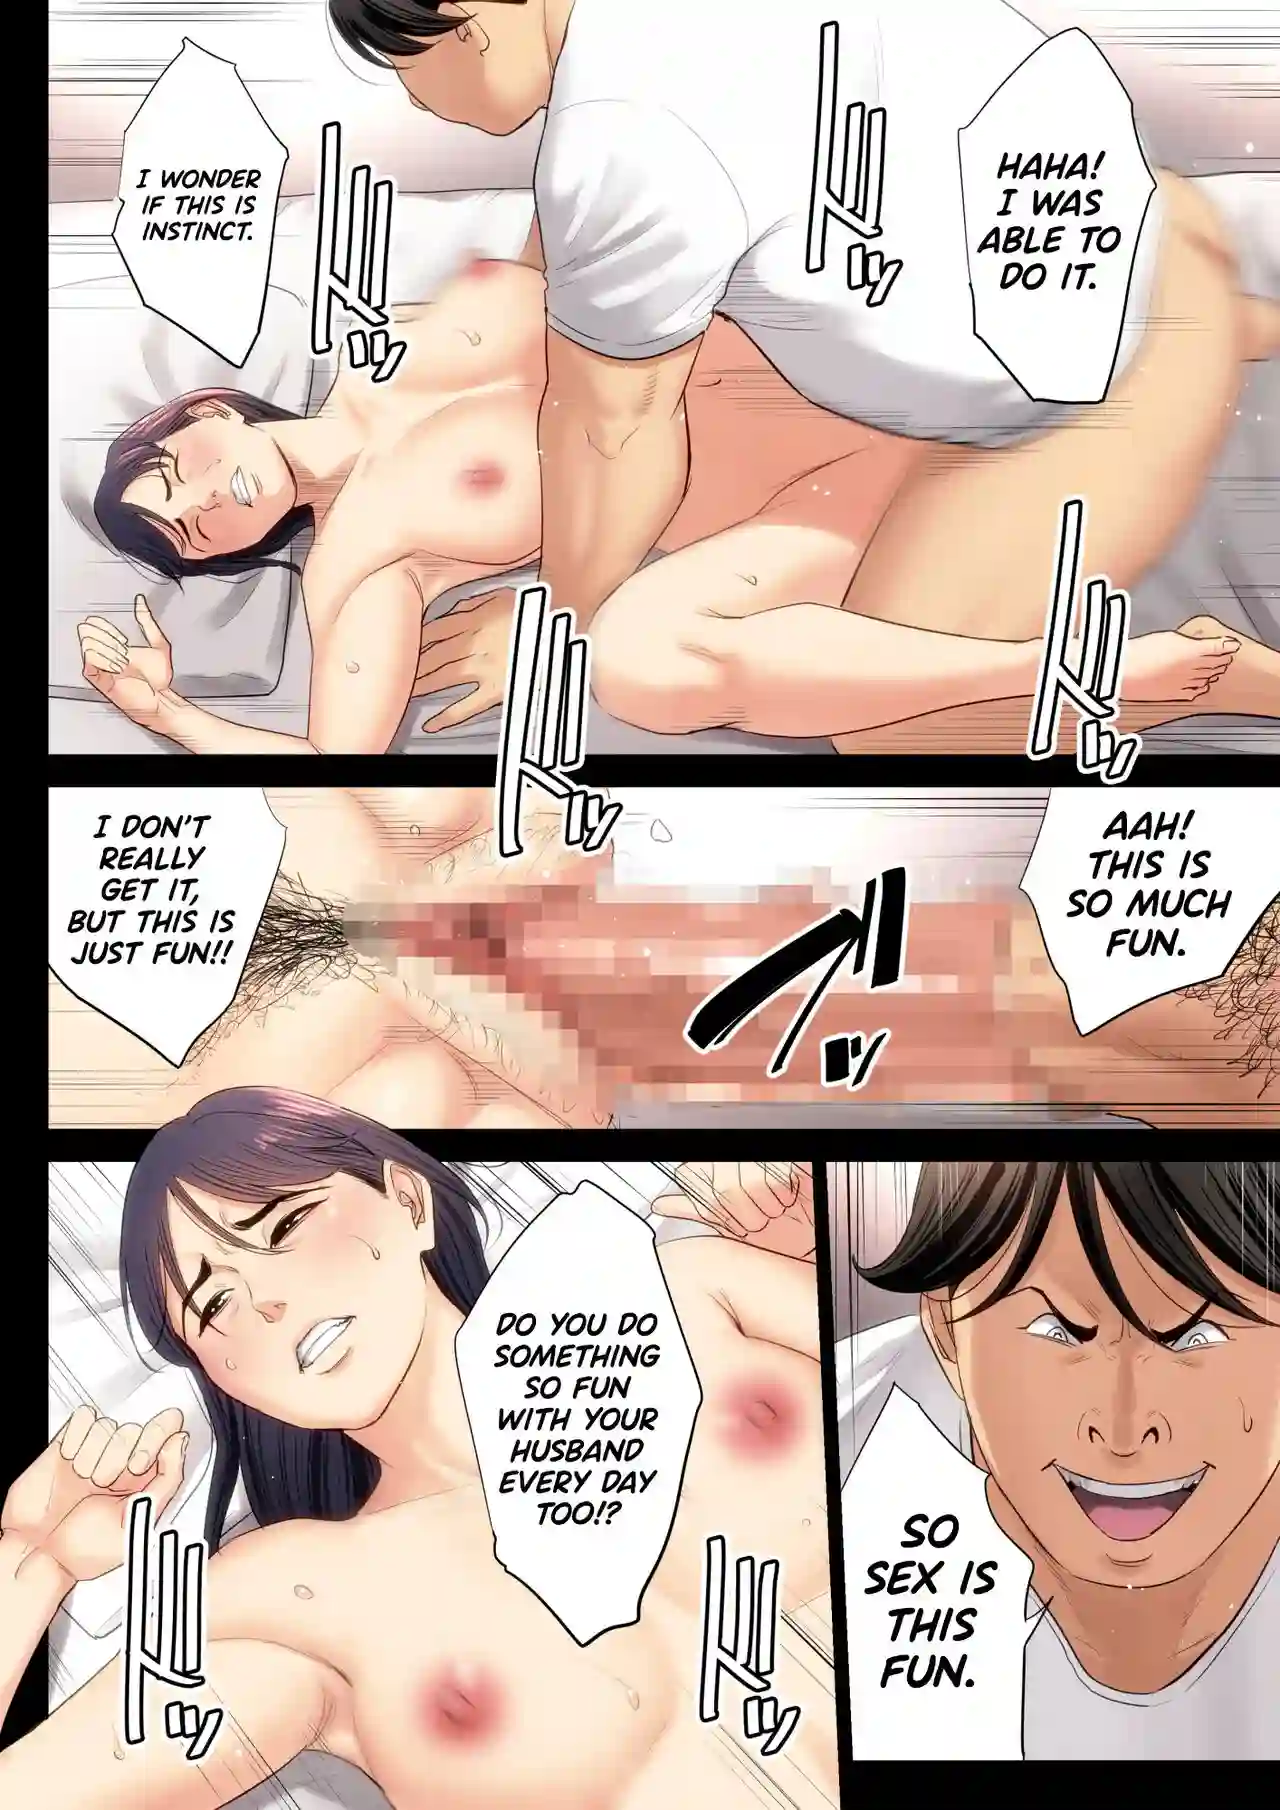 HAHA!
I WAS
ABLE TO
DO IT.
I WONDER
IF THIS IS
INSTINCT.
AAH!
THIS IS
SO MUCH
FUN.
I DON'T
REALLY
GET IT,
BUT THIS IS
JUST FUN!!
DO YOU DO
SOMETHING
SO FUN
WITH YOUR
HUSBAND
EVERY DAY
TOO!?
SO
SEX IS
THIS
FUN.